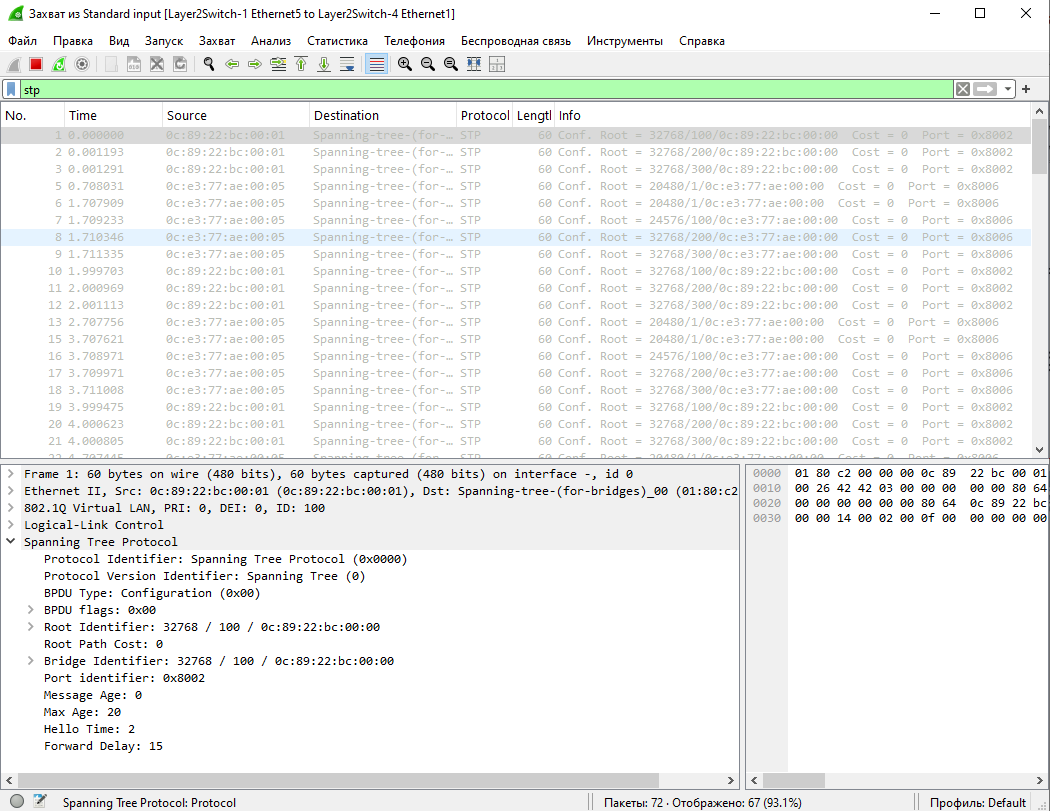 Захват из Standard input [Layer2Switch-1 Ethernet5 to Layer2Switch-4 Ethernet1]
Файл Правка Вид Запуск Захват Анализ Статистика Телефония Беспроводная связь Инструменты Справка
stp
No. Time Source Destination Protocol Lengtl Info
1 0.000000 0c:89:22:bc:00:01 Spanning-tree-(for-… STP 60 Conf. Root = 32768/100/0c:89:22:bc:00:00 Cost = 0 Port = 0x8002
2 0.001193 0c:89:22:bc:00:01 Spanning-tree-(for-… STP 60 Conf. Root = 32768/200/0c:89:22:bc:00:00 Cost = 0 Port = 0x8002
3 0.001291 0c:89:22:bc:00:01 Spanning-tree-(for-… STP 60 Conf. Root = 32768/300/0c:89:22:bc:00:00 Cost = 0 Port = 0x8002
5 0.708031 0c:e3:77:ae:00:05 Spanning-tree-(for-… STP 60 Conf. Root = 20480/1/0c:e3:77:ae:00:00 Cost = 0 Port = 0x8006
6 1.707909 0c:e3:77:ae:00:05 Spanning-tree-(for-… STP 60 Conf. Root = 20480/1/0c:e3:77:ae:00:00 Cost = 0 Port = 0x8006
7 1.709233 0c:e3:77:ae:00:05 Spanning-tree-(for-… STP 60 Conf. Root = 24576/100/0c:e3:77:ae:00:00 Cost = 0 Port = 0x8006
8 1.710346 0c:e3:77:ae:00:05 Spanning-tree-(for-… STP 60 Conf. Root = 32768/200/0c:e3:77:ae:00:00 Cost = 0 Port = 0x8006
9 1.711335 0c:e3:77:ae:00:05 Spanning-tree-(for-… STP 60 Conf. Root = 32768/300/0c:e3:77:ae:00:00 Cost = 0 Port = 0x8006
10 1.999703 0c:89:22:bc:00:01 Spanning-tree-(for-… STP 60 Conf. Root = 32768/100/0c:89:22:bc:00:00 Cost = 0 Port = 0x8002
11 2.000969 0c:89:22:bc:00:01 Spanning-tree-(for-… STP 60 Conf. Root = 32768/200/0c:89:22:bc:00:00 Cost = 0 Port = 0x8002
12 2.001113 0c:89:22:bc:00:01 Spanning-tree-(for-… STP 60 Conf. Root = 32768/300/0c:89:22:bc:00:00 Cost = 0 Port = 0x8002
13 2.707756 0c:e3:77:ae:00:05 Spanning-tree-(for-… STP 60 Conf. Root = 20480/1/0c:e3:77:ae:00:00 Cost = 0 Port = 0x8006
15 3.707621 0c:e3:77:ae:00:05 Spanning-tree-(for-… STP 60 Conf. Root = 20480/1/0c:e3:77:ae:00:00 Cost = 0 Port = 0x8006
16 3.708971 0c:e3:77:ae:00:05 Spanning-tree-(for-… STP 60 Conf. Root = 24576/100/0c:e3:77:ae:00:00 Cost = 0 Port = 0x8006
17 3.709971 0c:e3:77:ae:00:05 Spanning-tree-(for-… STP 60 Conf. Root = 32768/200/0c:e3:77:ae:00:00 Cost = 0 Port = 0x8006
18 3.711008 0c:e3:77:ae:00:05 Spanning-tree-(for-… STP 60 Conf. Root = 32768/300/0c:e3:77:ae:00:00 Cost = 0 Port = 0x8006
19 3.999475 0c:89:22:bc:00:01 Spanning-tree-(for-… STP 60 Conf. Root = 32768/100/0c:89:22:bc:00:00 Cost = 0 Port = 0x8002
20 4.000623 0c:89:22:bc:00:01 Spanning-tree-(for-… STP 60 Conf. Root = 32768/200/0c:89:22:bc:00:00 Cost = 0 Port = 0x8002
21 4.000805 0c:89:22:bc:00:01 Spanning-tree-(for-… STP 60 Conf. Root = 32768/300/0c:89:22:bc:00:00 Cost = 0 Port = 0x8002
22 4.707445 0c:e3:77:ae:00:05 Spanning-tree-(for-… STP 60 Conf. Root = 20480/1/0c:e3:77:ae:00:00 Cost = 0 Port = 0x8006
Frame 1: 60 bytes on wire (480 bits), 60 bytes captured (480 bits) on interface -, id 0
Ethernet II, Src: 0c:89:22:bc:00:01 (0c:89:22:bc:00:01), Dst: Spanning-tree-(for-bridges)_00 (01:80:c2
802.1Q Virtual LAN, PRI: 0, DEI: 0, ID: 100
Logical-Link Control
Spanning Tree Protocol
Protocol Identifier: Spanning Tree Protocol (0x0000)
Protocol Version Identifier: Spanning Tree (0)
BPDU Type: Configuration (0x00)
BPDU flags: 0x00
Root Identifier: 32768 / 100 / 0c:89:22:bc:00:00
Root Path Cost: 0
Bridge Identifier: 32768 / 100 / 0c:89:22:bc:00:00
Port identifier: 0x8002
Message Age: 0
Max Age: 20
Hello Time: 2
Forward Delay: 15
0000 01 80 c2 00 00 00 0c 89 22 bc 00 01
0010 00 26 42 42 03 00 00 00 00 00 80 64
0020 00 00 00 00 00 00 80 64 0c 89 22 bc
0030 00 00 14 00 02 00 0f 00 00 00 00 00
Spanning Tree Protocol: Protocol
Пакеты: 72 · Отображено: 67 (93.1%)
Профиль: Default